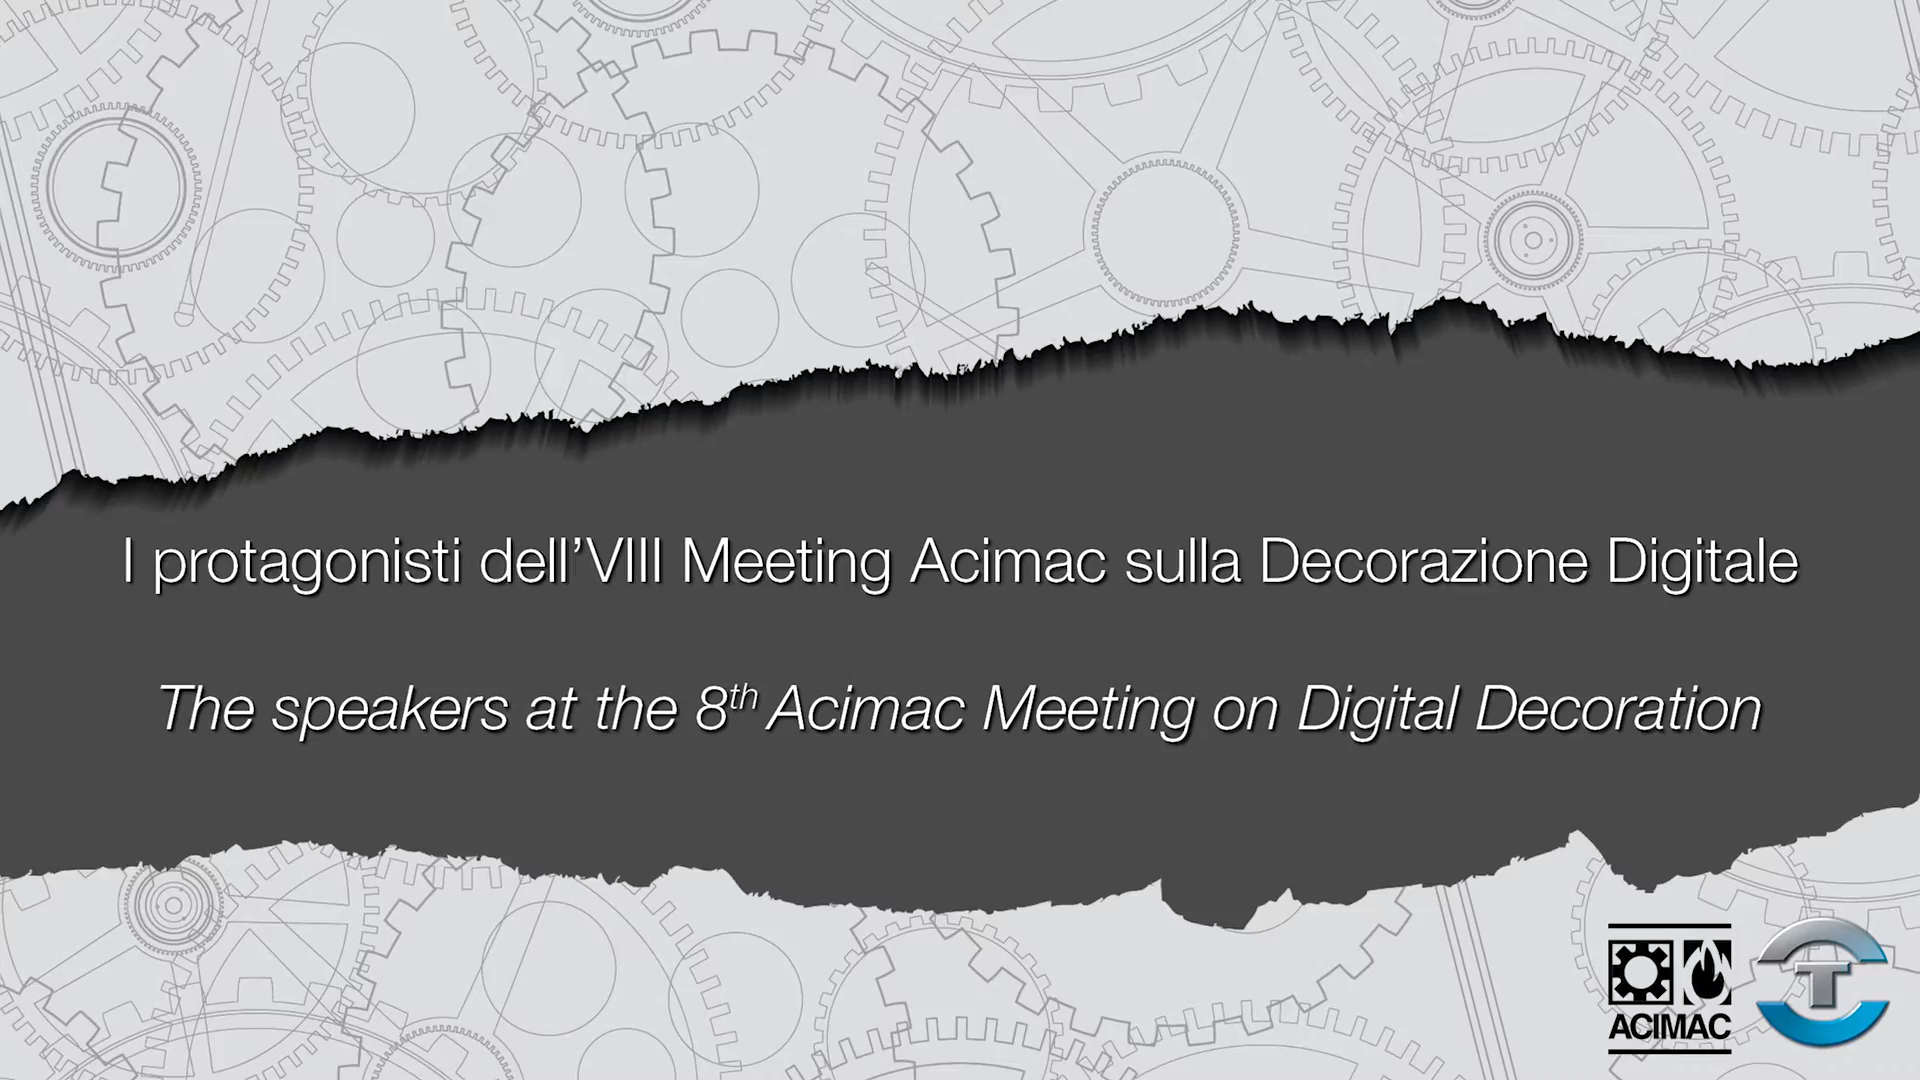 I protagonisti dell’VIII Meeting Acimac sulla Decorazione Digitale
The speakers at the 8th Acimac Meeting on Digital Decoration
ACIMAC
T